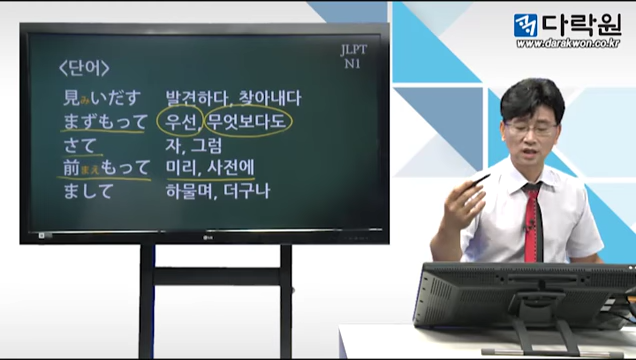 다락원
www.darakwon.co.kr
JLPT
N1
<단어>
見みいだす 발견하다, 찾아내다
まずもって 우선, 무엇보다도
さて 자, 그럼
前まえもって 미리, 사전에
まして 하물며, 더구나
LG